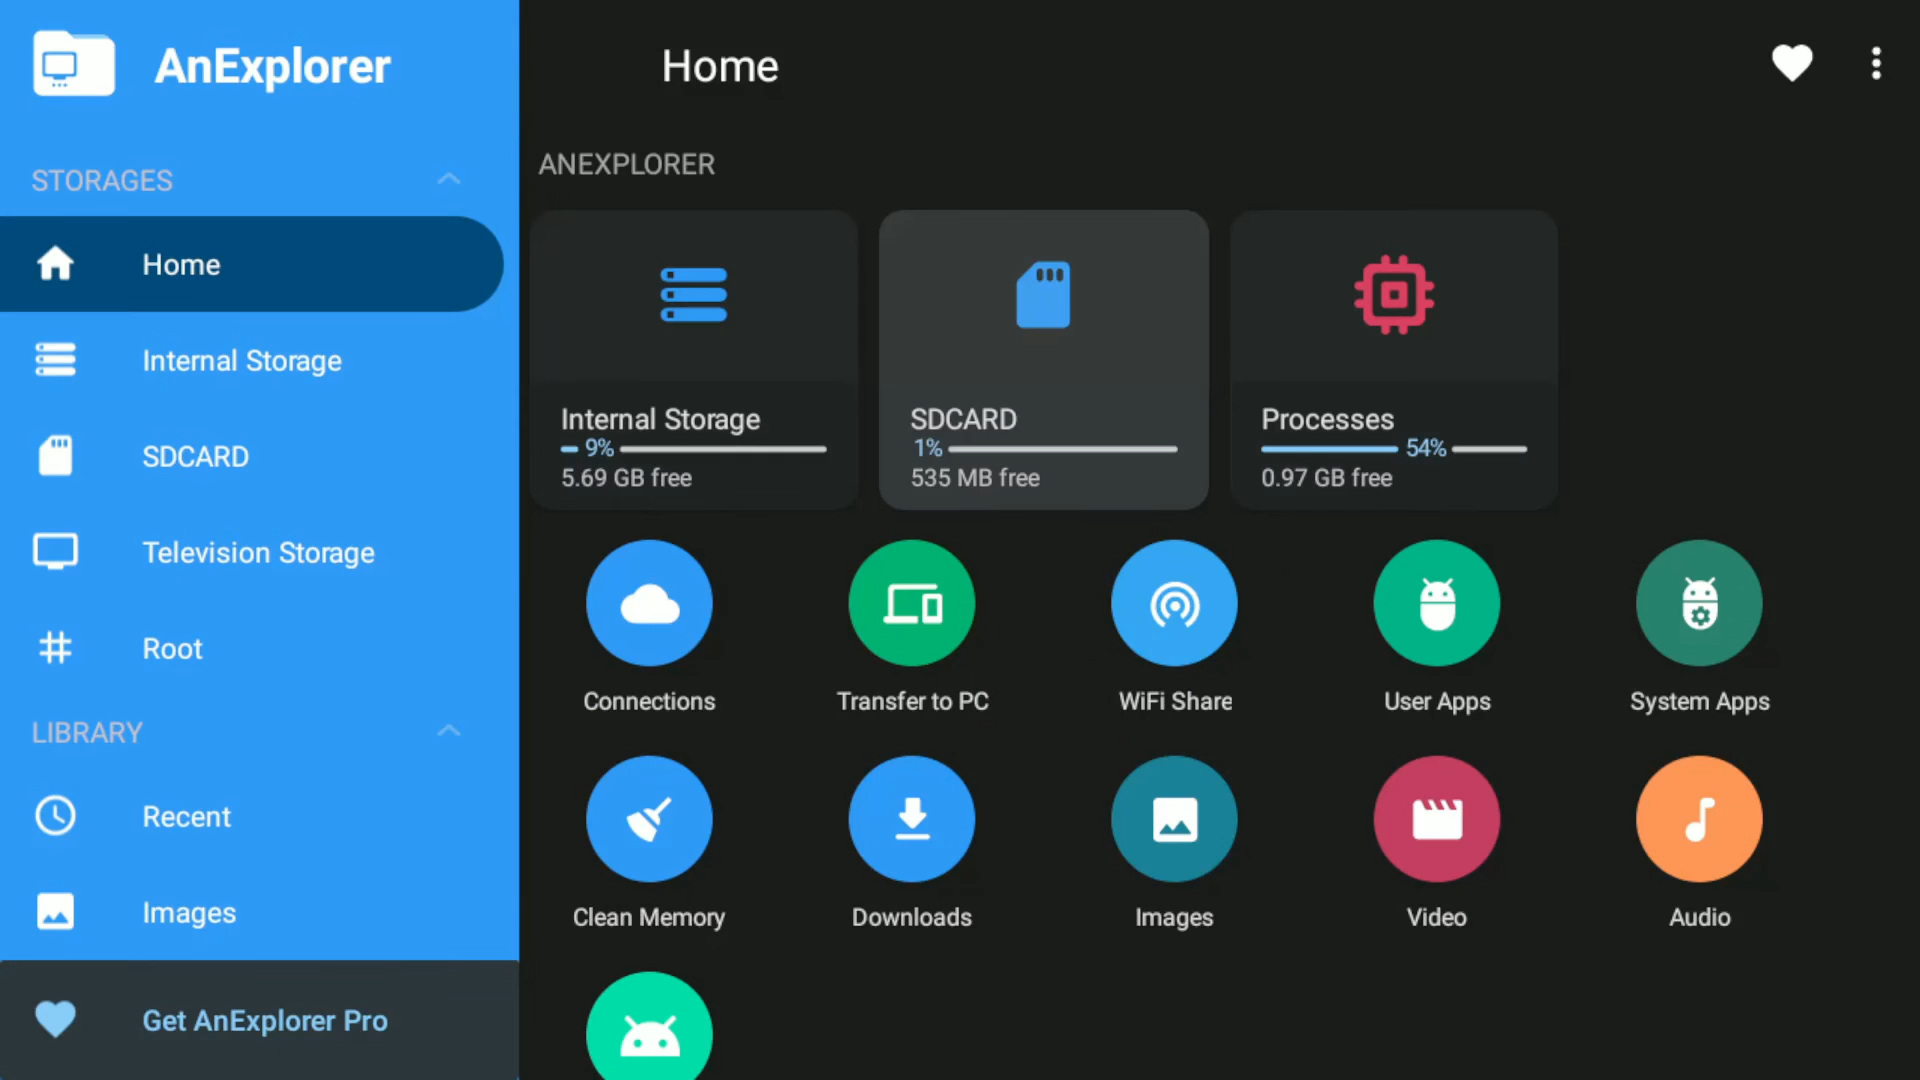 AnExplorer
STORAGES
Home
Internal Storage
SDCARD
Television Storage
Root
LIBRARY
Recent
Images
Get AnExplorer Pro
Home
ANEXPLORER
Internal Storage
9%
5.69 GB free
SDCARD
1%
535 MB free
Processes
54%
0.97 GB free
Connections
Transfer to PC
WiFi Share
User Apps
System Apps
Clean Memory
Downloads
Images
Video
Audio